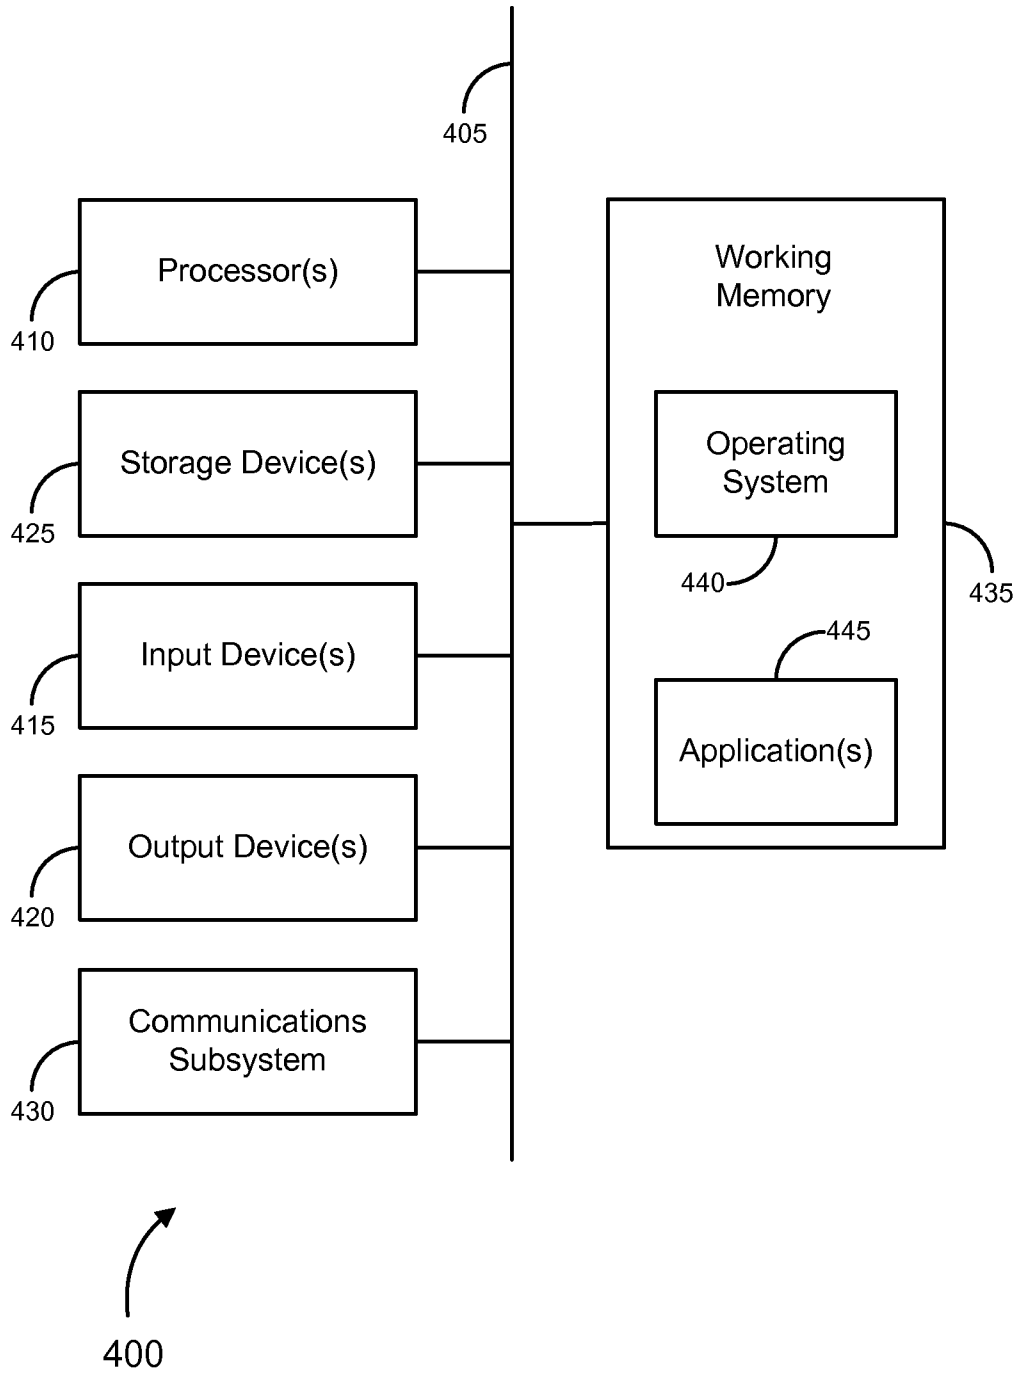 405
Processor(s)
410
Storage Device(s)
425
Input Device(s)
415
Output Device(s)
420
Communications
Subsystem
430
Working
Memory
Operating
System
440
435
445
Application(s)
400